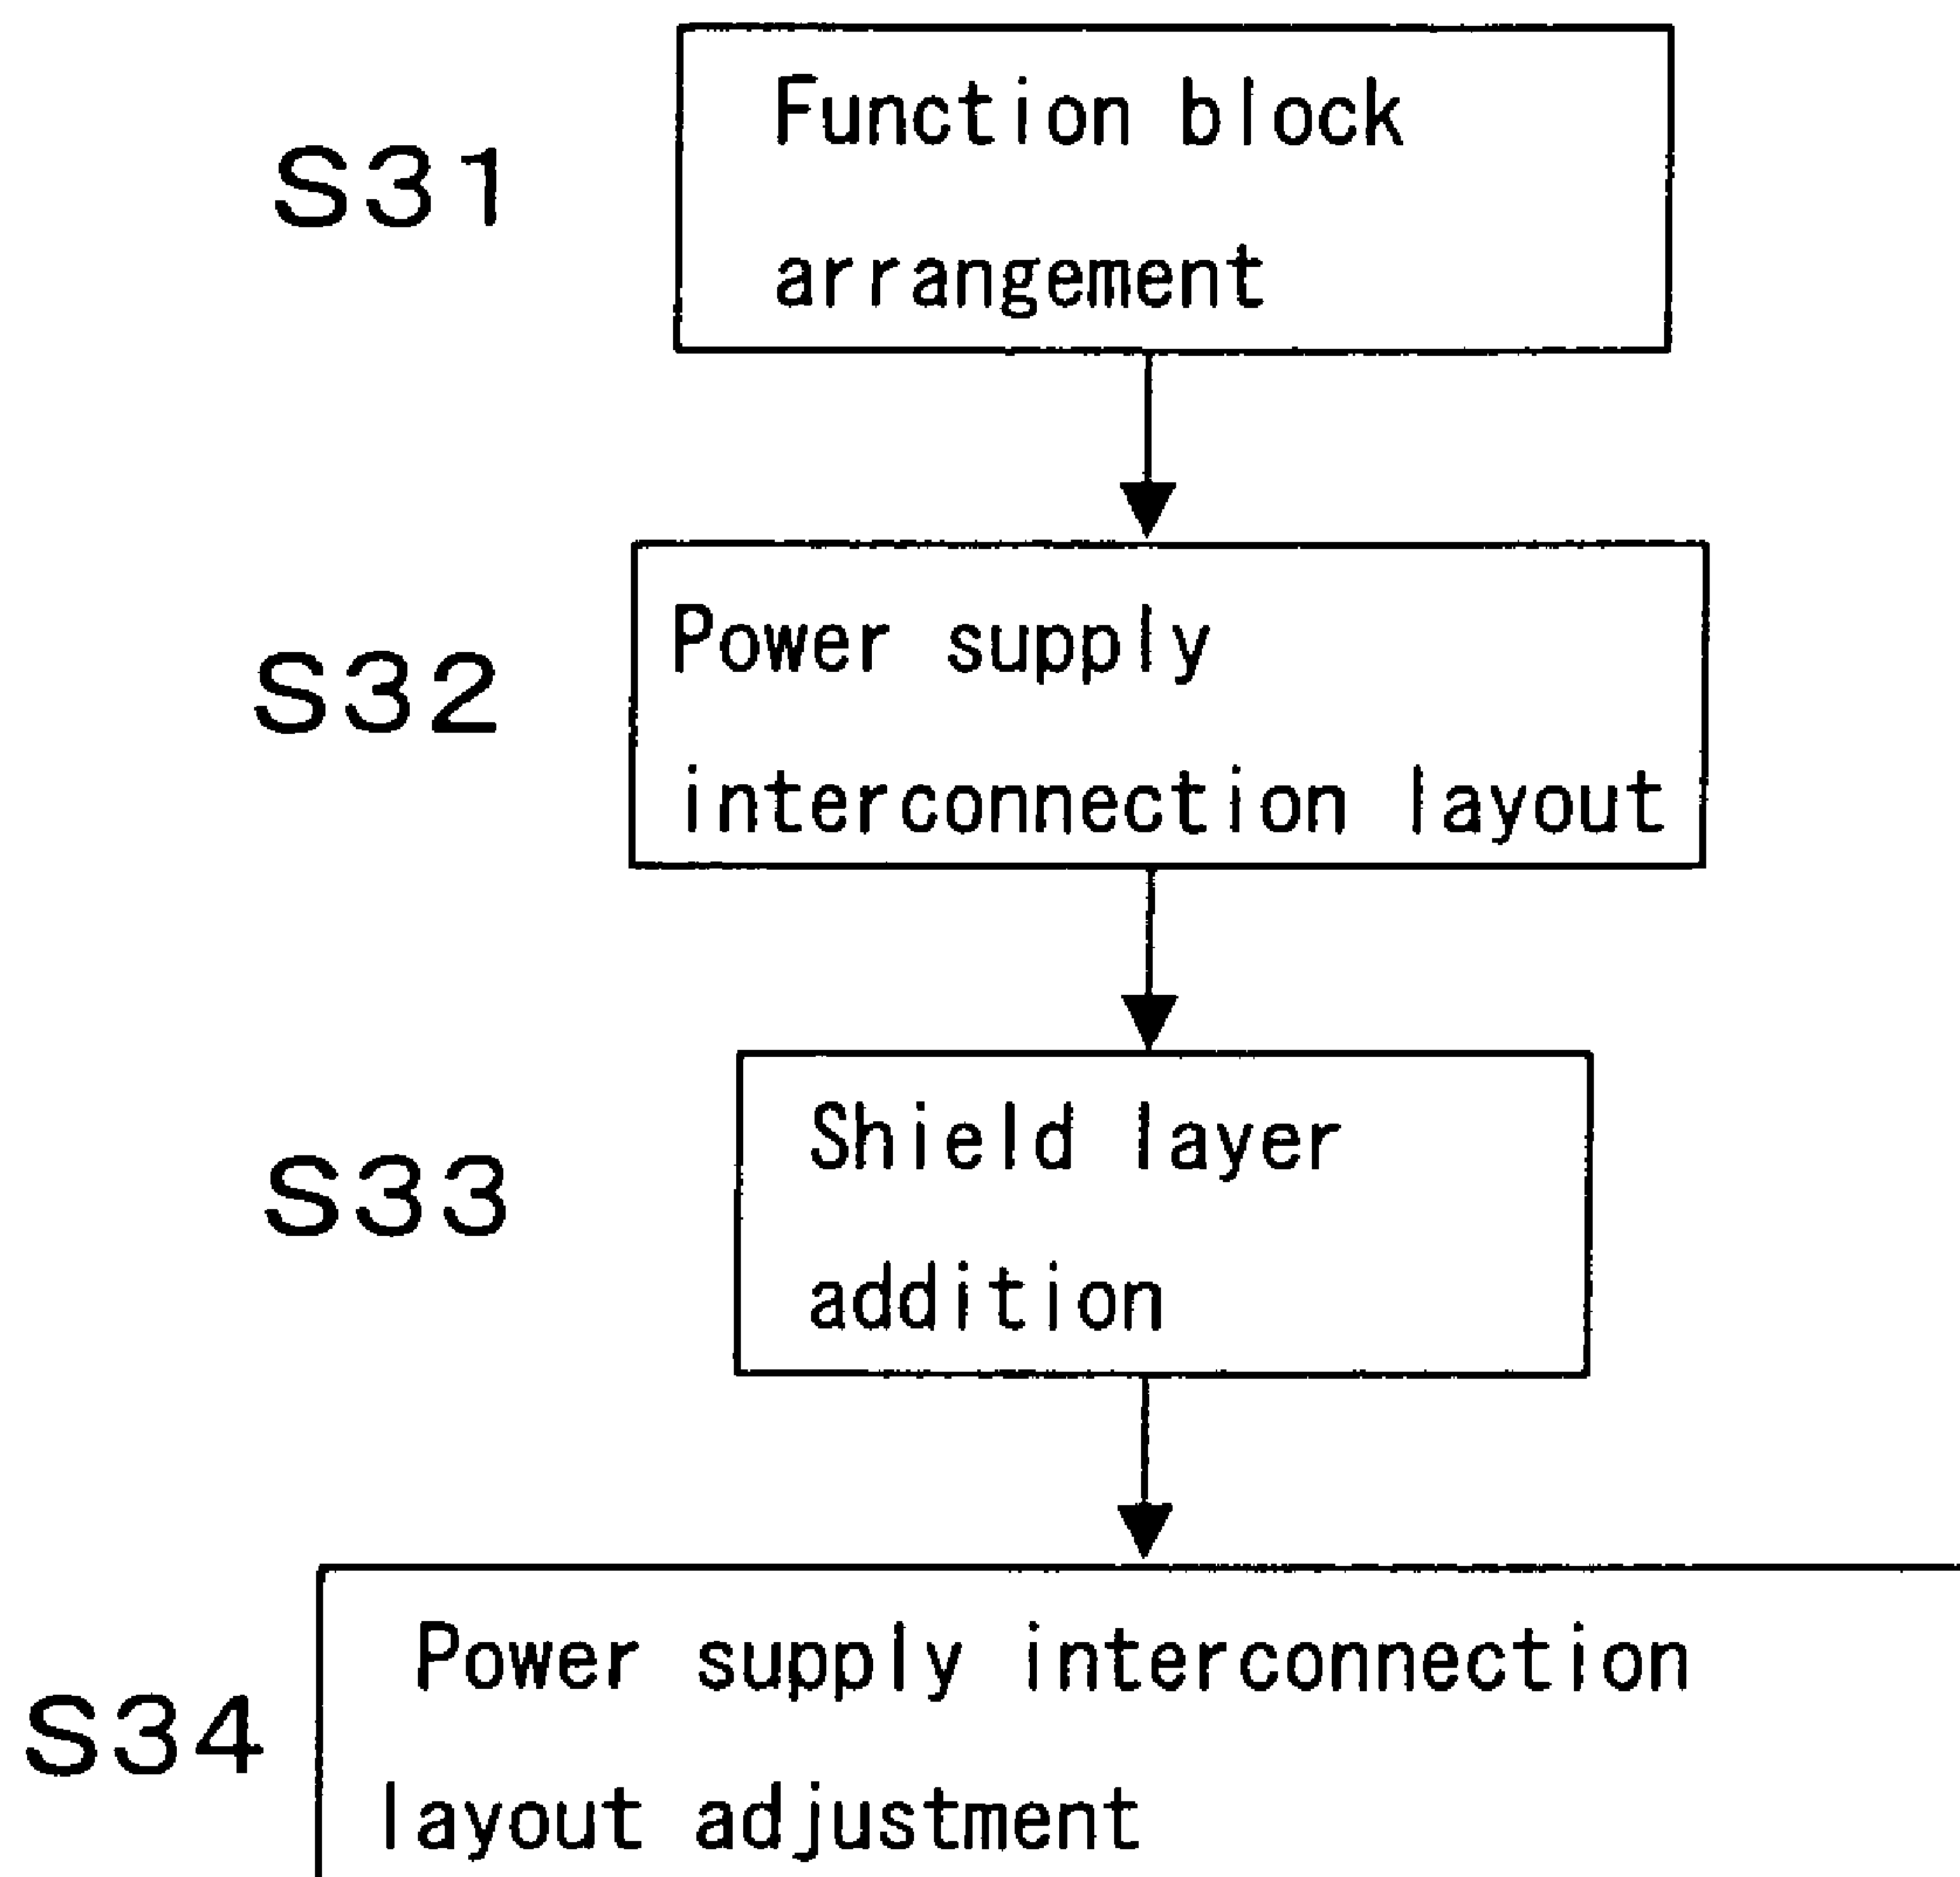 S31
Function block
arrangement
S32
Power supply
interconnection layout
S33
Shield layer
addition
S34
Power supply interconnection
layout adjustment